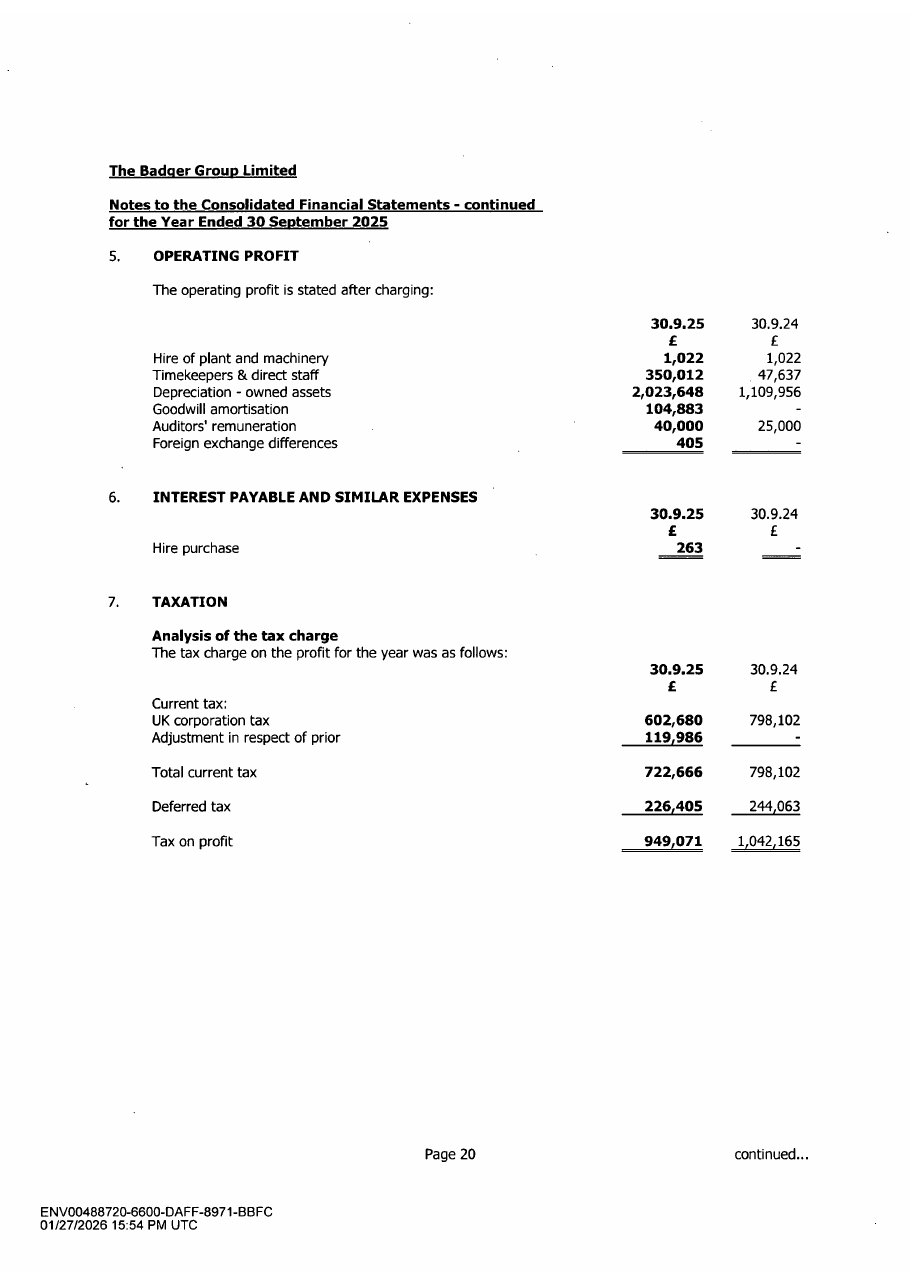 The Badger Group Limited
Notes to the Consolidated Financial Statements - continued
for the Year Ended 30 September 2025
5. OPERATING PROFIT
The operating profit is stated after charging:
30.9.25 30.9.24
£ £
Hire of plant and machinery 1,022 1,022
Timekeepers & direct staff 350,012 47,637
Depreciation - owned assets 2,023,648 1,109,956
Goodwill amortisation 104,883 -
Auditors' remuneration 40,000 25,000
Foreign exchange differences 405 -
6. INTEREST PAYABLE AND SIMILAR EXPENSES
30.9.25 30.9.24
£ £
Hire purchase 263 -
7. TAXATION
Analysis of the tax charge
The tax charge on the profit for the year was as follows:
30.9.25 30.9.24
£ £
Current tax:
UK corporation tax 602,680 798,102
Adjustment in respect of prior 119,986 -
Total current tax 722,666 798,102
Deferred tax 226,405 244,063
Tax on profit 949,071 1,042,165
Page 20 continued...
ENV00488720-6600-DAFF-8971-BBFC
01/27/2026 15:54 PM UTC